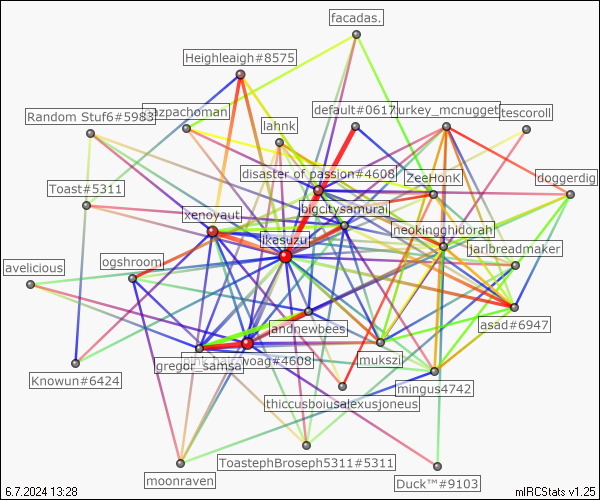 facadas.
Heighleaigh#8575
default#0617
turkey_mcnugget
tescoroll
Random Stuf6#5983
gazpachoman
lahnk
disaster of passion#4608
ZeeHonK
doggerdig
Toast#5311
xenoyaut
bigcitysamurai
neokingghidorah
ikasuzu
jarlbreadmaker
avelicious
ogshroom
andnewbees
asad#6947
gregor_samsa
mukszi
Knowun#6424
mingus4742
thiccusboiusalexusjoneus
ToastephBroseph5311#5311
moonraven
Duck™#9103
6.7.2024 13:28
mIRCStats v1.25